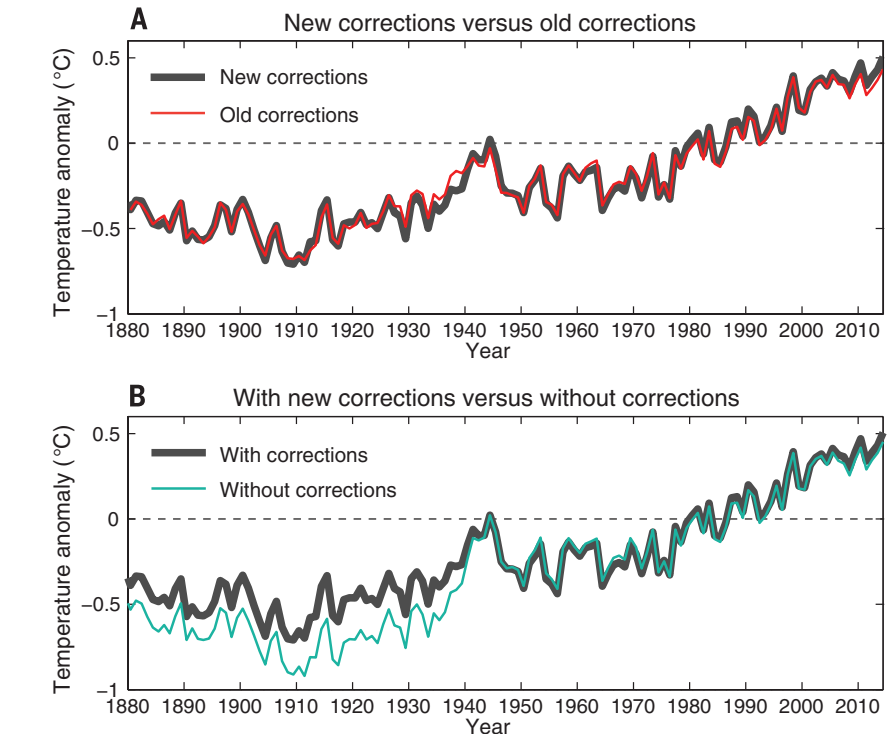 A New corrections versus old corrections
Temperature anomaly (°C)
0.5
0
−0.5
−1
New corrections
Old corrections
1880 1890 1900 1910 1920 1930 1940 1950 1960 1970 1980 1990 2000 2010
Year
B With new corrections versus without corrections
Temperature anomaly (°C)
0.5
0
−0.5
−1
With corrections
Without corrections
1880 1890 1900 1910 1920 1930 1940 1950 1960 1970 1980 1990 2000 2010
Year